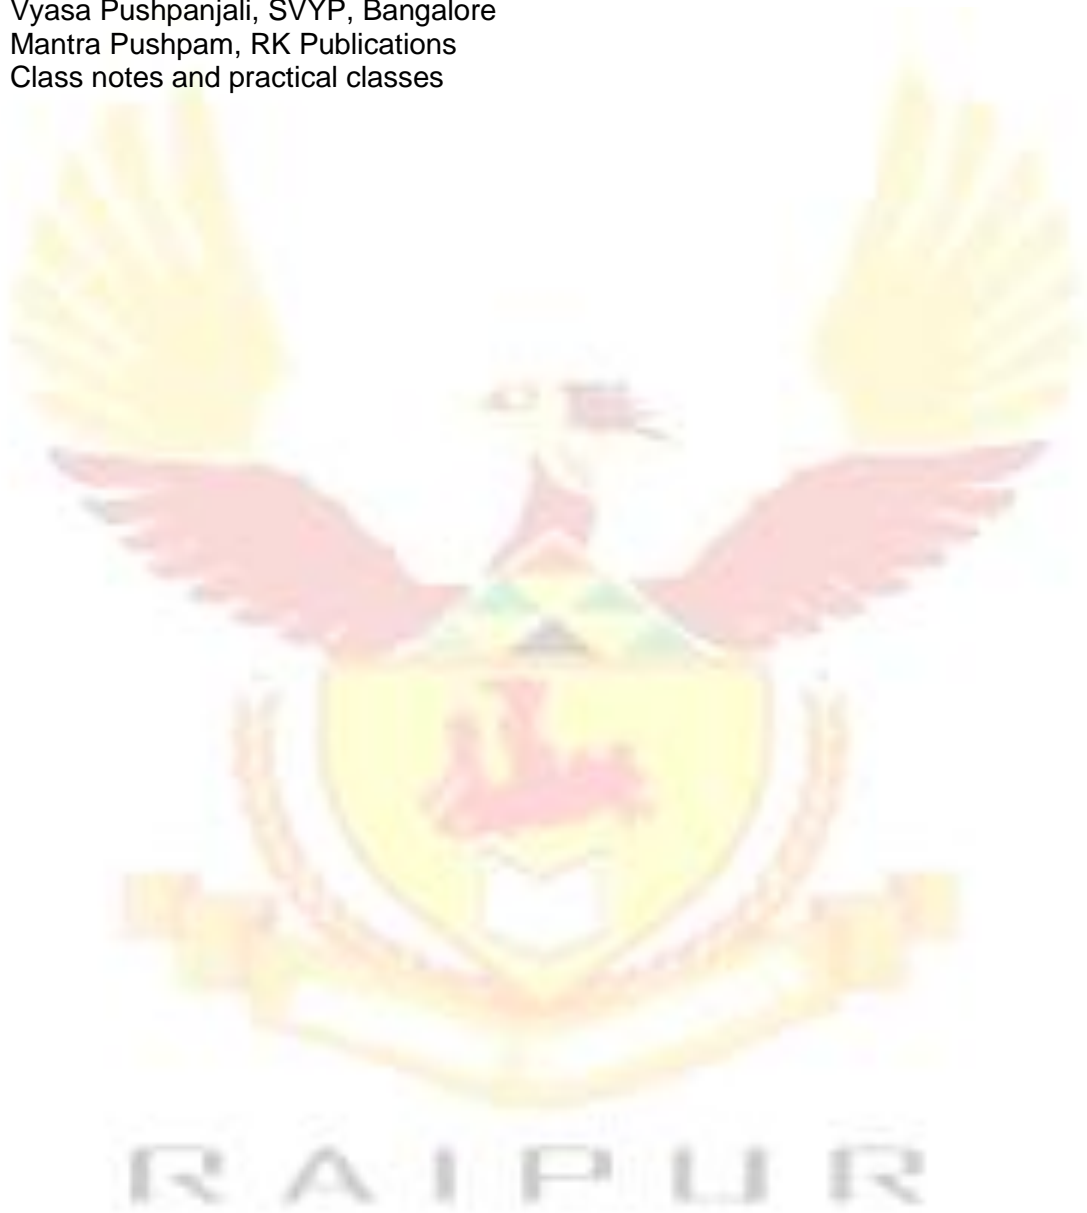 Vyasa Pushpanjali, SVYP, Bangalore
Mantra Pushpam, RK Publications
Class notes and practical classes
RAIPUR